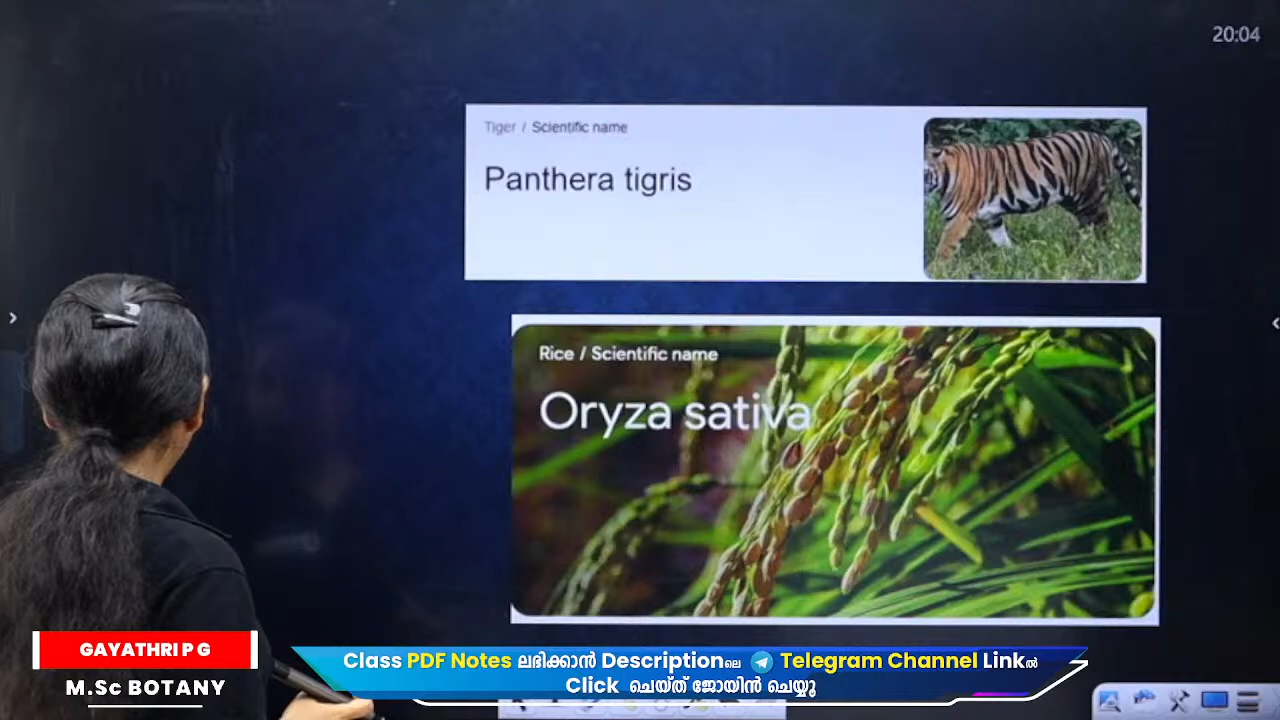 20:04
Tiger / Scientific name
Panthera tigris
Rice / Scientific name
Oryza sativa
GAYATHRI P G
M.Sc BOTANY
Class PDF Notes ലഭിക്കാൻ Descriptionലെ Telegram Channel Linkൽ
Click ചെയ്ത് ജോയിൻ ചെയ്യൂ